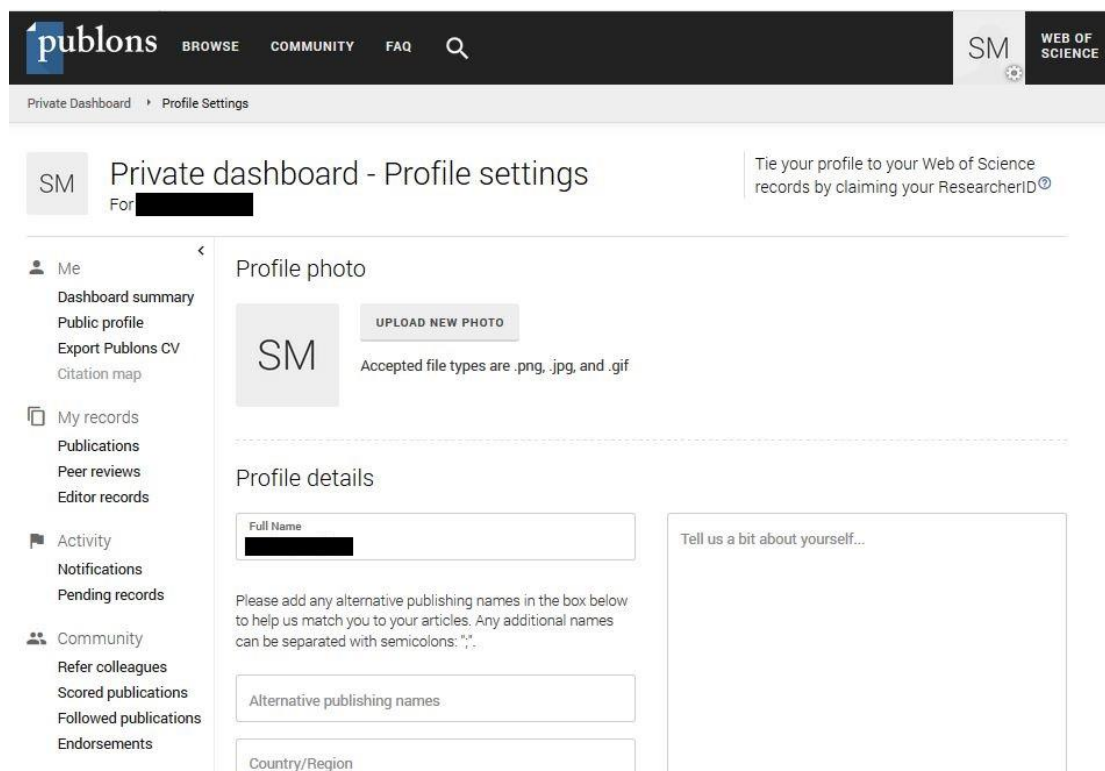 publons BROWSE COMMUNITY FAQ SM WEB OF SCIENCE
Private Dashboard Profile Settings
SM
Private dashboard - Profile settings
For
Tie your profile to your Web of Science
records by claiming your ResearcherID
Me
Dashboard summary
Public profile
Export Publons CV
Citation map
My records
Publications
Peer reviews
Editor records
Activity
Notifications
Pending records
Community
Refer colleagues
Scored publications
Followed publications
Endorsements
Profile photo
SM
UPLOAD NEW PHOTO
Accepted file types are .png, .jpg, and .gif
Profile details
Full Name
Please add any alternative publishing names in the box below
to help us match you to your articles. Any additional names
can be separated with semicolons: ";".
Alternative publishing names
Country/Region
Tell us a bit about yourself...